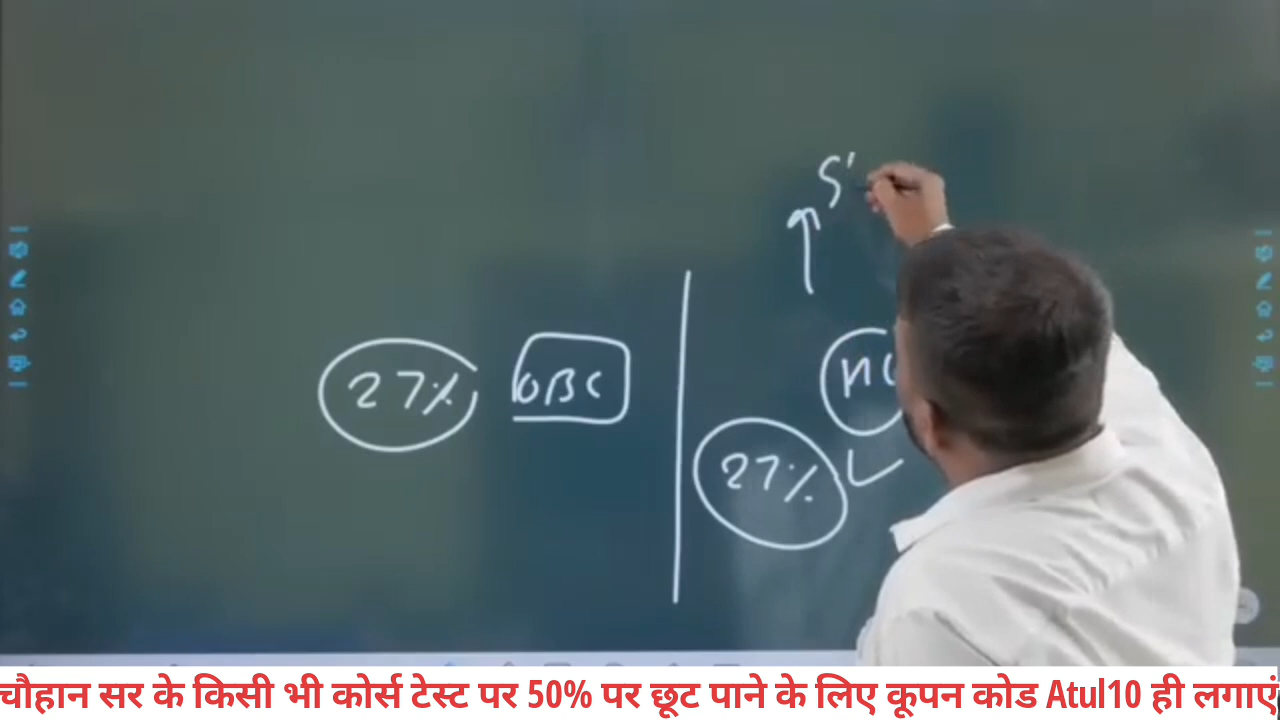 27% OBC
27%
चौहान सर के किसी भी कोर्स टेस्ट पर 50% पर छूट पाने के लिए कूपन कोड Atul10 ही लगाएं